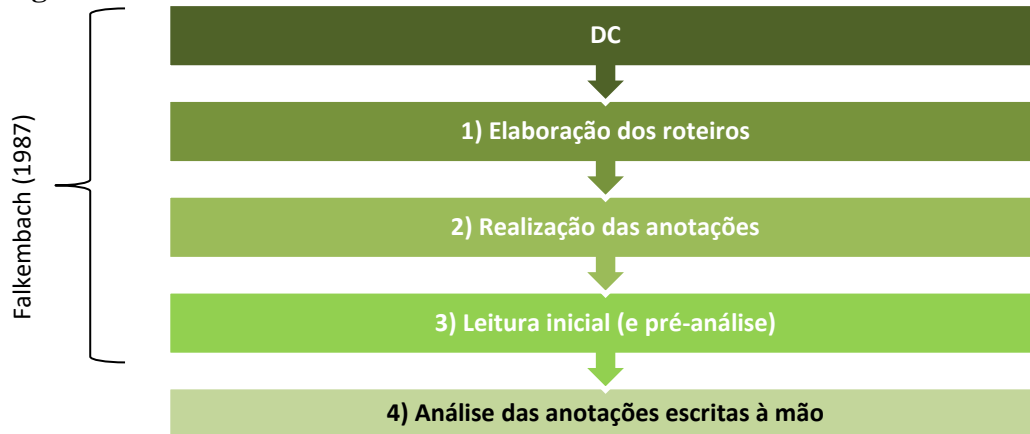 DC
1) Elaboração dos roteiros
2) Realização das anotações
3) Leitura inicial (e pré-análise)
4) Análise das anotações escritas à mão
Falkembach (1987)